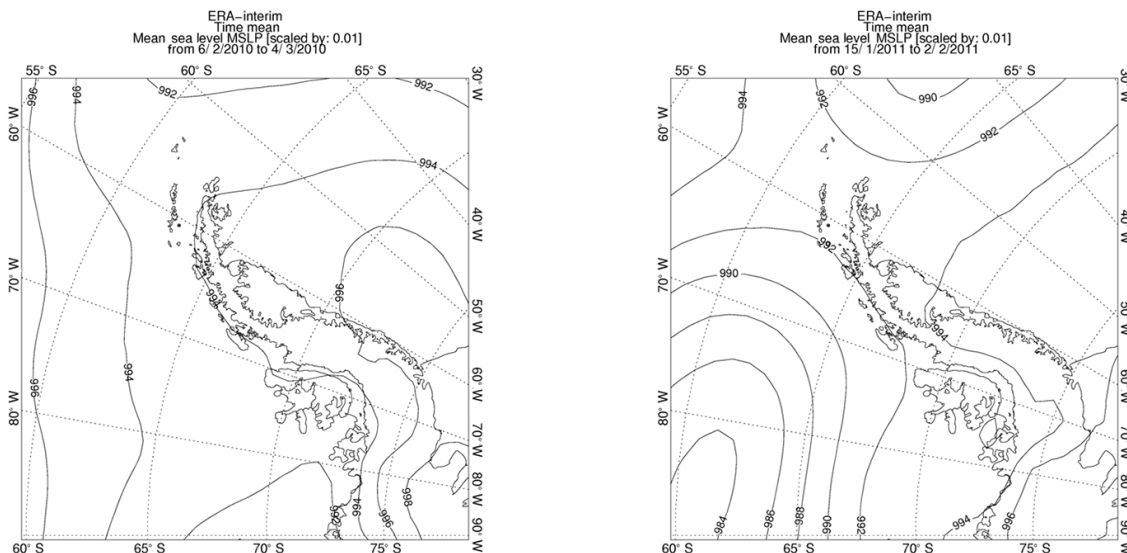 ERA−interim
Time mean
Mean sea level MSLP [scaled by: 0.01]
from 6/ 2/2010 to 4/ 3/2010
55° S 60° S 65° S
30° W
60° W
40° W
70° W
50° W
60° W
80° W
70° W
80° W
90° W
60° S 65° S 70° S 75° S
996
994
992
992
994
996
994
994
996
992
994
996
998
ERA−interim
Time mean
Mean sea level MSLP [scaled by: 0.01]
from 15/ 1/2011 to 2/ 2/2011
55° S 60° S 65° S
60° W
40° W
70° W
60° W
80° W
70° W
80° W
90° W
60° S 65° S 70° S 75° S
994
992
990
992
992
990
994
984
986
988
990
992
994
996